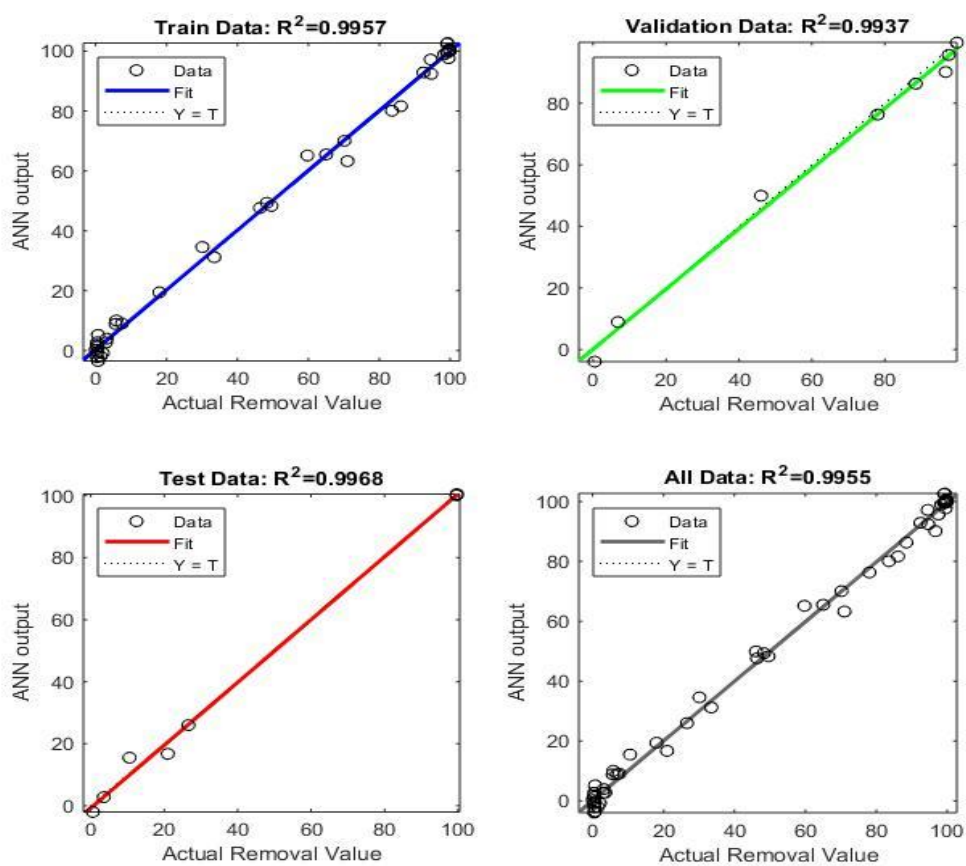 Train Data: R²=0.9957
Data
Fit
Y = T
ANN output
100
80
60
40
20
0
0 20 40 60 80 100
Actual Removal Value
Validation Data: R²=0.9937
Data
Fit
Y = T
ANN output
80
60
40
20
0
0 20 40 60 80
Actual Removal Value
Test Data: R²=0.9968
Data
Fit
Y = T
ANN output
100
80
60
40
20
0
0 20 40 60 80 100
Actual Removal Value
All Data: R²=0.9955
Data
Fit
Y = T
ANN output
100
80
60
40
20
0
0 20 40 60 80 100
Actual Removal Value